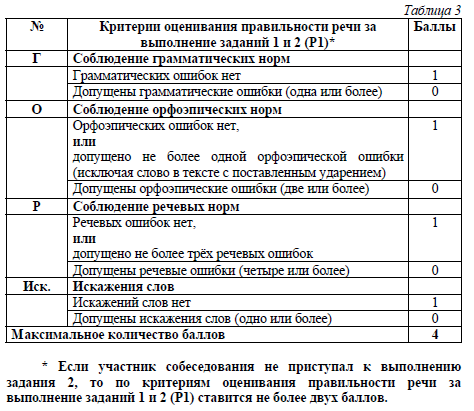 Таблица 3
№ Критерии оценивания правильности речи за Баллы
выполнение заданий 1 и 2 (Р1)*
Г Соблюдение грамматических норм
Грамматических ошибок нет 1
Допущены грамматические ошибки (одна или более) 0
О Соблюдение орфоэпических норм
Орфоэпических ошибок нет, 1
или
допущено не более одной орфоэпической ошибки
(исключая слово в тексте с поставленным ударением)
Допущены орфоэпические ошибки (две или более) 0
Р Соблюдение речевых норм
Речевых ошибок нет, 1
или
допущено не более трёх речевых ошибок
Допущены речевые ошибки (четыре или более) 0
Иск. Искажения слов
Искажений слов нет 1
Допущены искажения слов (одно или более) 0
Максимальное количество баллов 4
* Если участник собеседования не приступал к выполнению
задания 2, то по критериям оценивания правильности речи за
выполнение заданий 1 и 2 (Р1) ставится не более двух баллов.